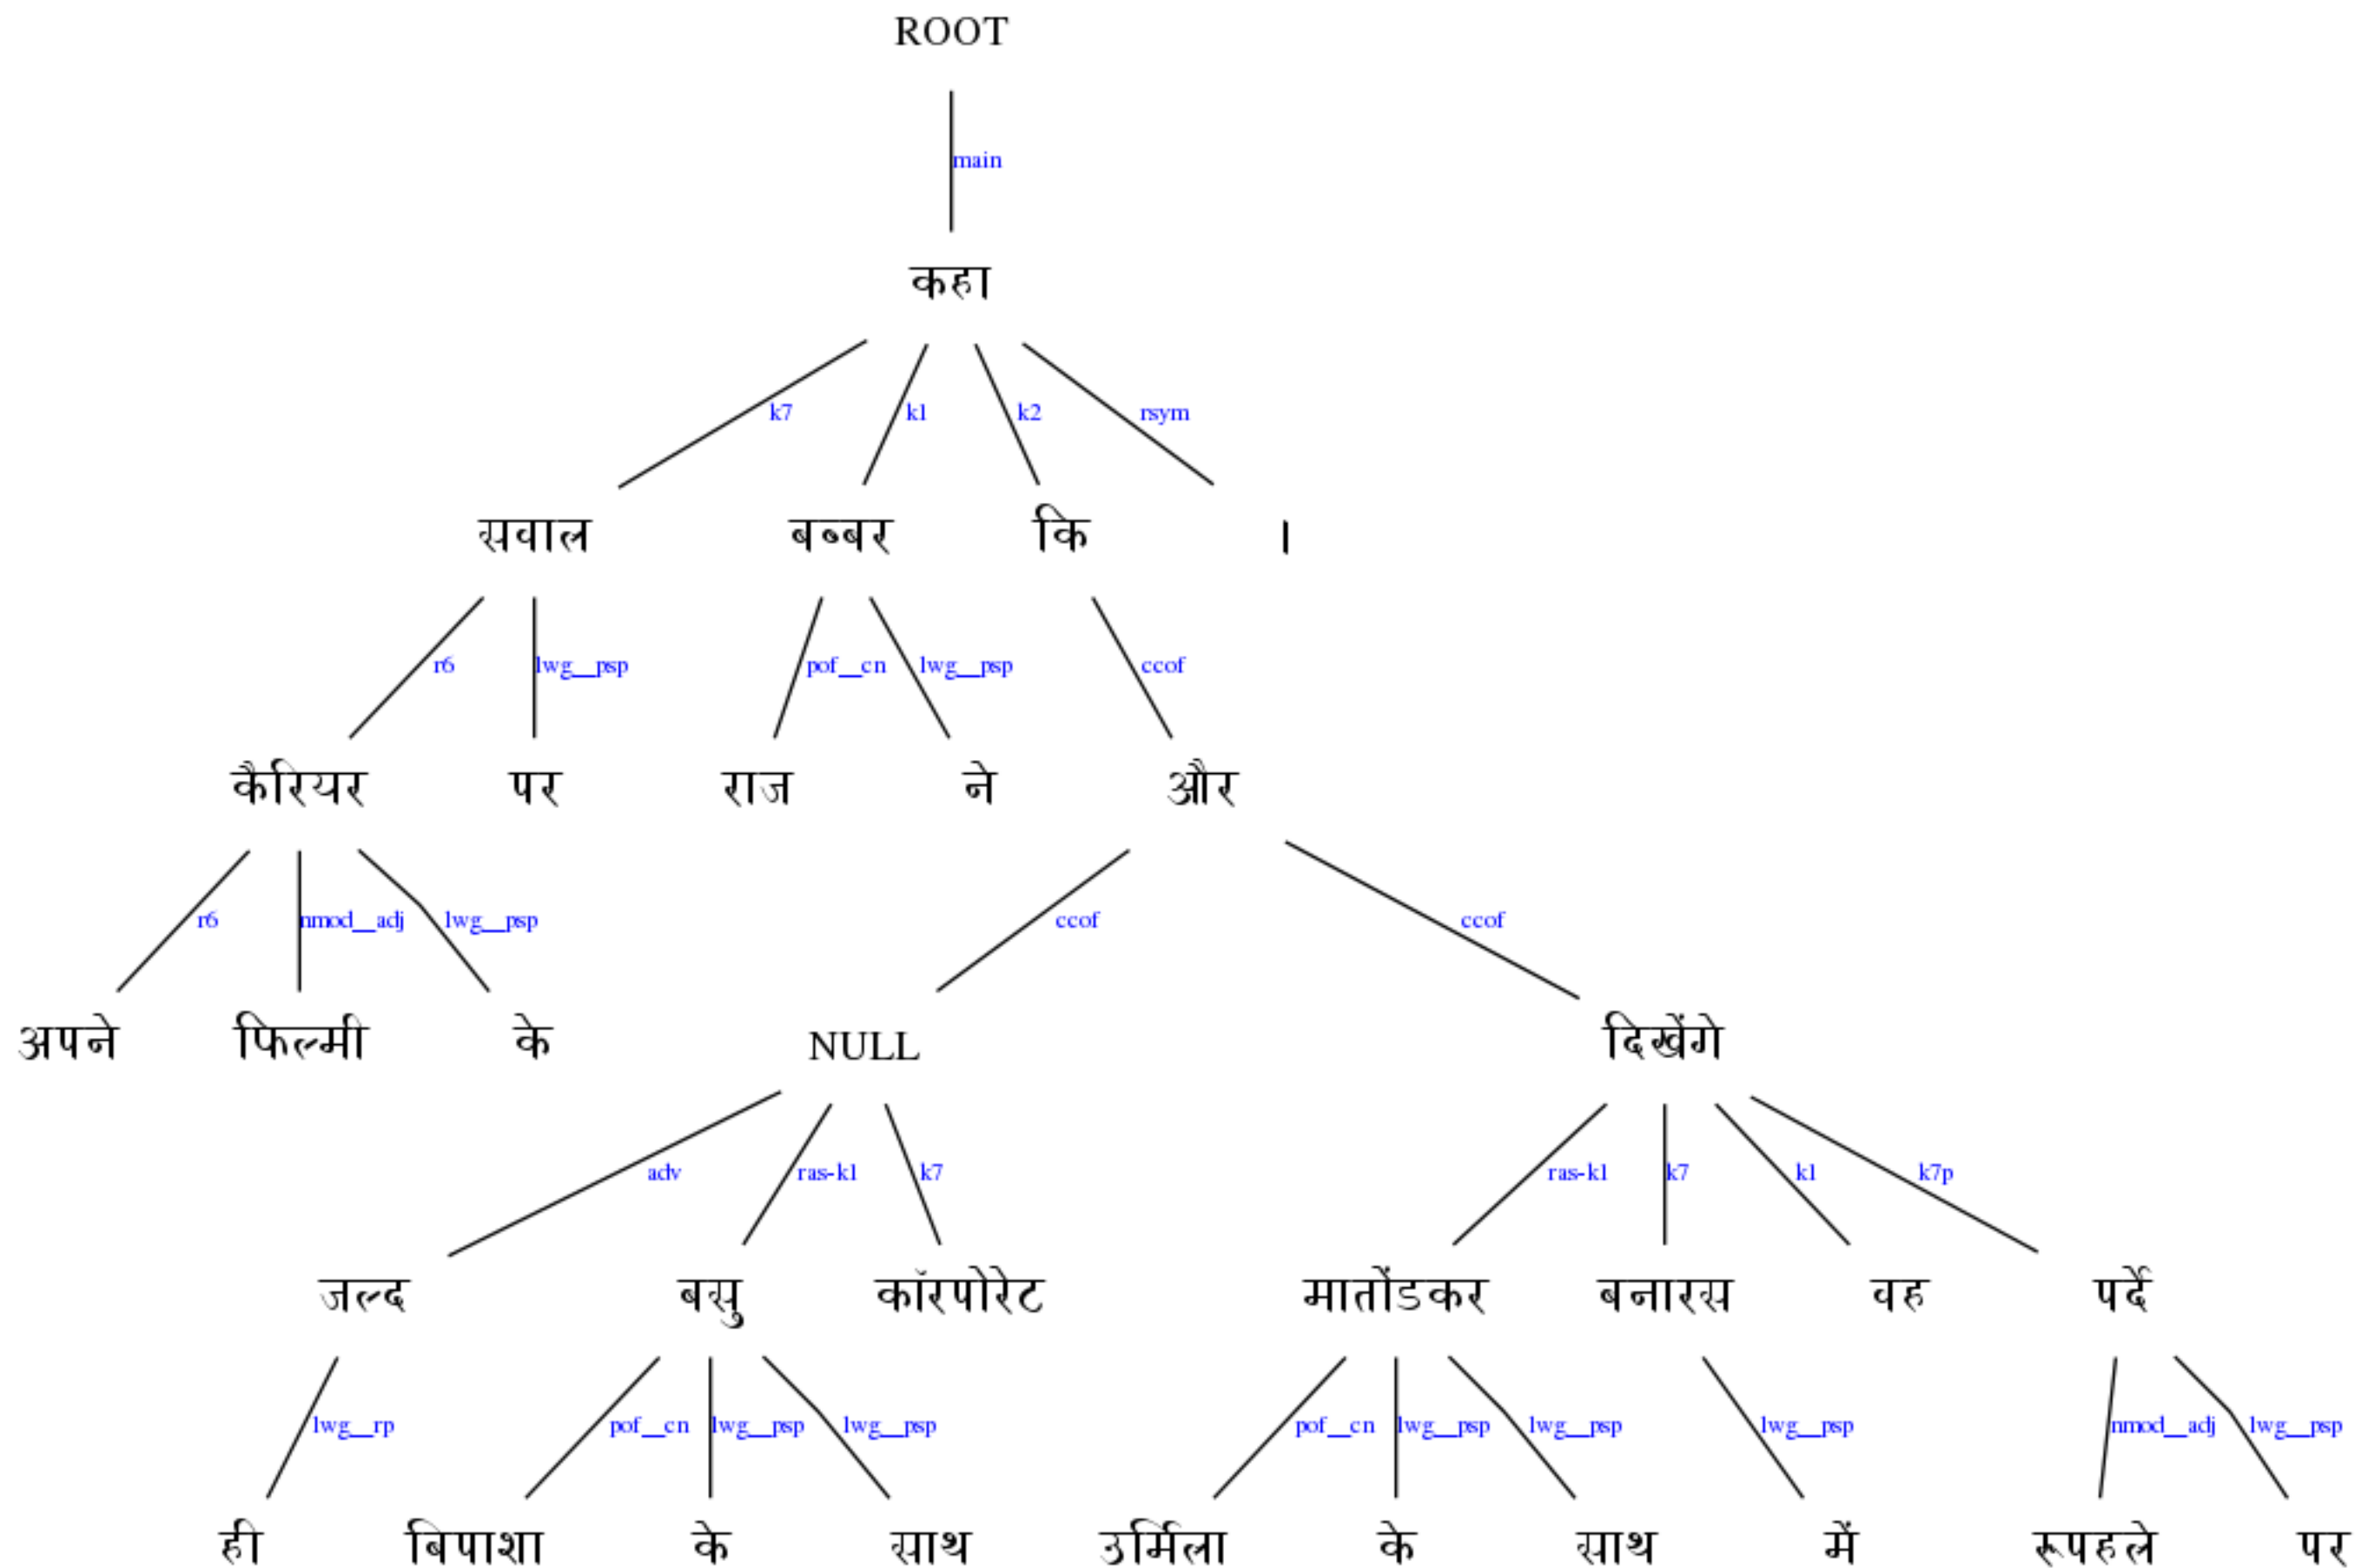 ROOT
main
कहा
k7 k1 k2 rsym
सवाल बब्बर कि ।
r6 lwg__psp pof__cn lwg__psp ccof
कैरियर पर राज ने और
r6 nmod__adj lwg__psp ccof ccof
अपने फिल्मी के NULL दिखेंगे
adv ras-k1 k7 ras-k1 k7 k1 k7p
जल्द बसु कॉरपोरेट मातोंडकर बनारस वह पर्दे
lwg__rp pof__cn lwg__psp lwg__psp pof__cn lwg__psp lwg__psp lwg__psp nmod__adj lwg__psp
ही बिपाशा के साथ उर्मिला के साथ में रूपहले पर